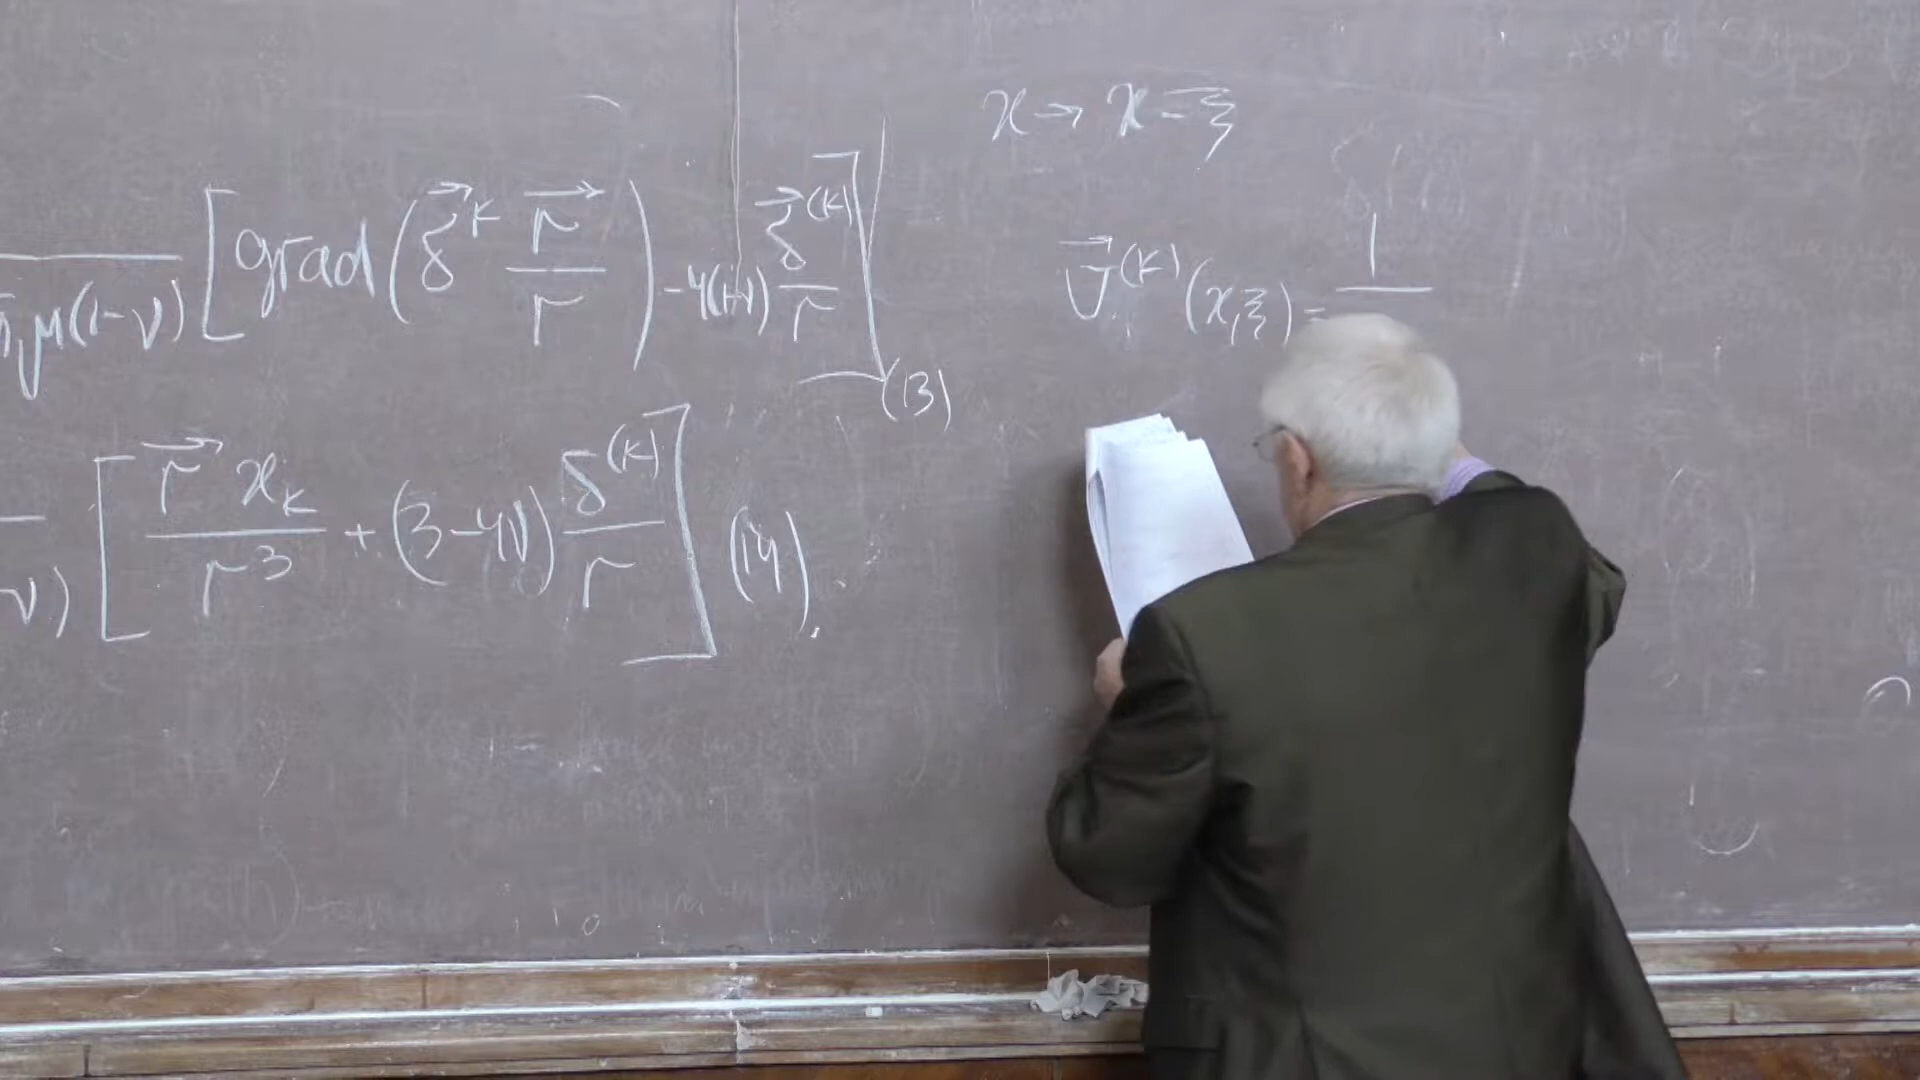 μ(1-ν) [grad(δ⃗^k r⃗/r) -4(1-ν) δ⃗^(k)/r] (13)
ν) [r⃗ x_k/r^3 + (3-4ν) δ^(k)/r] (14).
x → x-ξ
U⃗^(k)(x,ξ) = 1